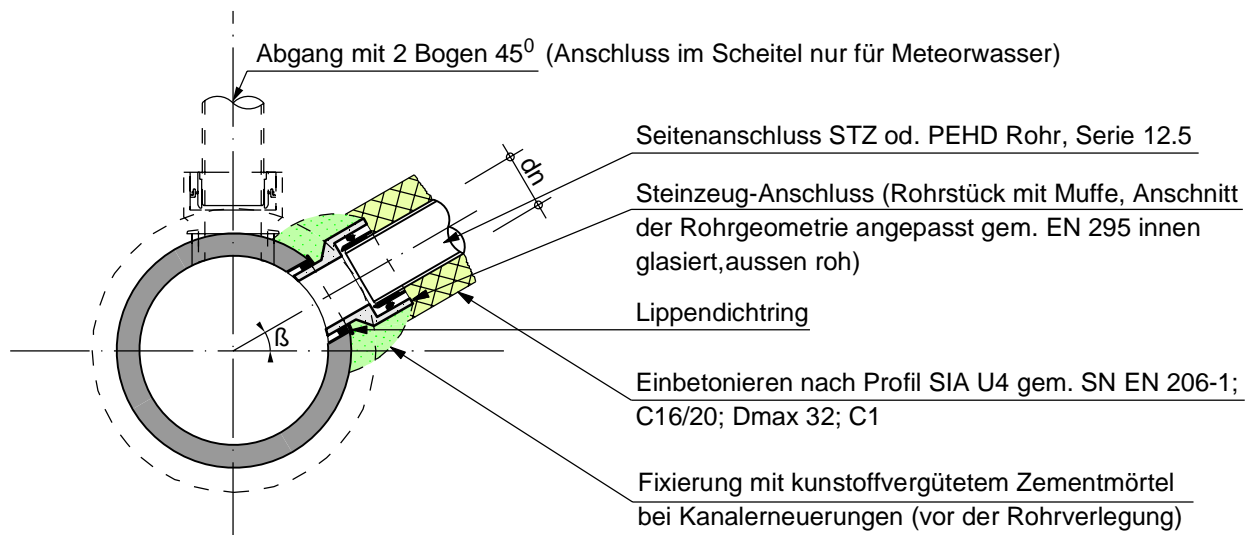 Abgang mit 2 Bogen 45⁰ (Anschluss im Scheitel nur für Meteorwasser)
Seitenanschluss STZ od. PEHD Rohr, Serie 12.5
dn
Steinzeug-Anschluss (Rohrstück mit Muffe, Anschnitt
der Rohrgeometrie angepasst gem. EN 295 innen
glasiert,aussen roh)
Lippendichtring
ß
Einbetonieren nach Profil SIA U4 gem. SN EN 206-1;
C16/20; Dmax 32; C1
Fixierung mit kunstoffvergütetem Zementmörtel
bei Kanalerneuerungen (vor der Rohrverlegung)